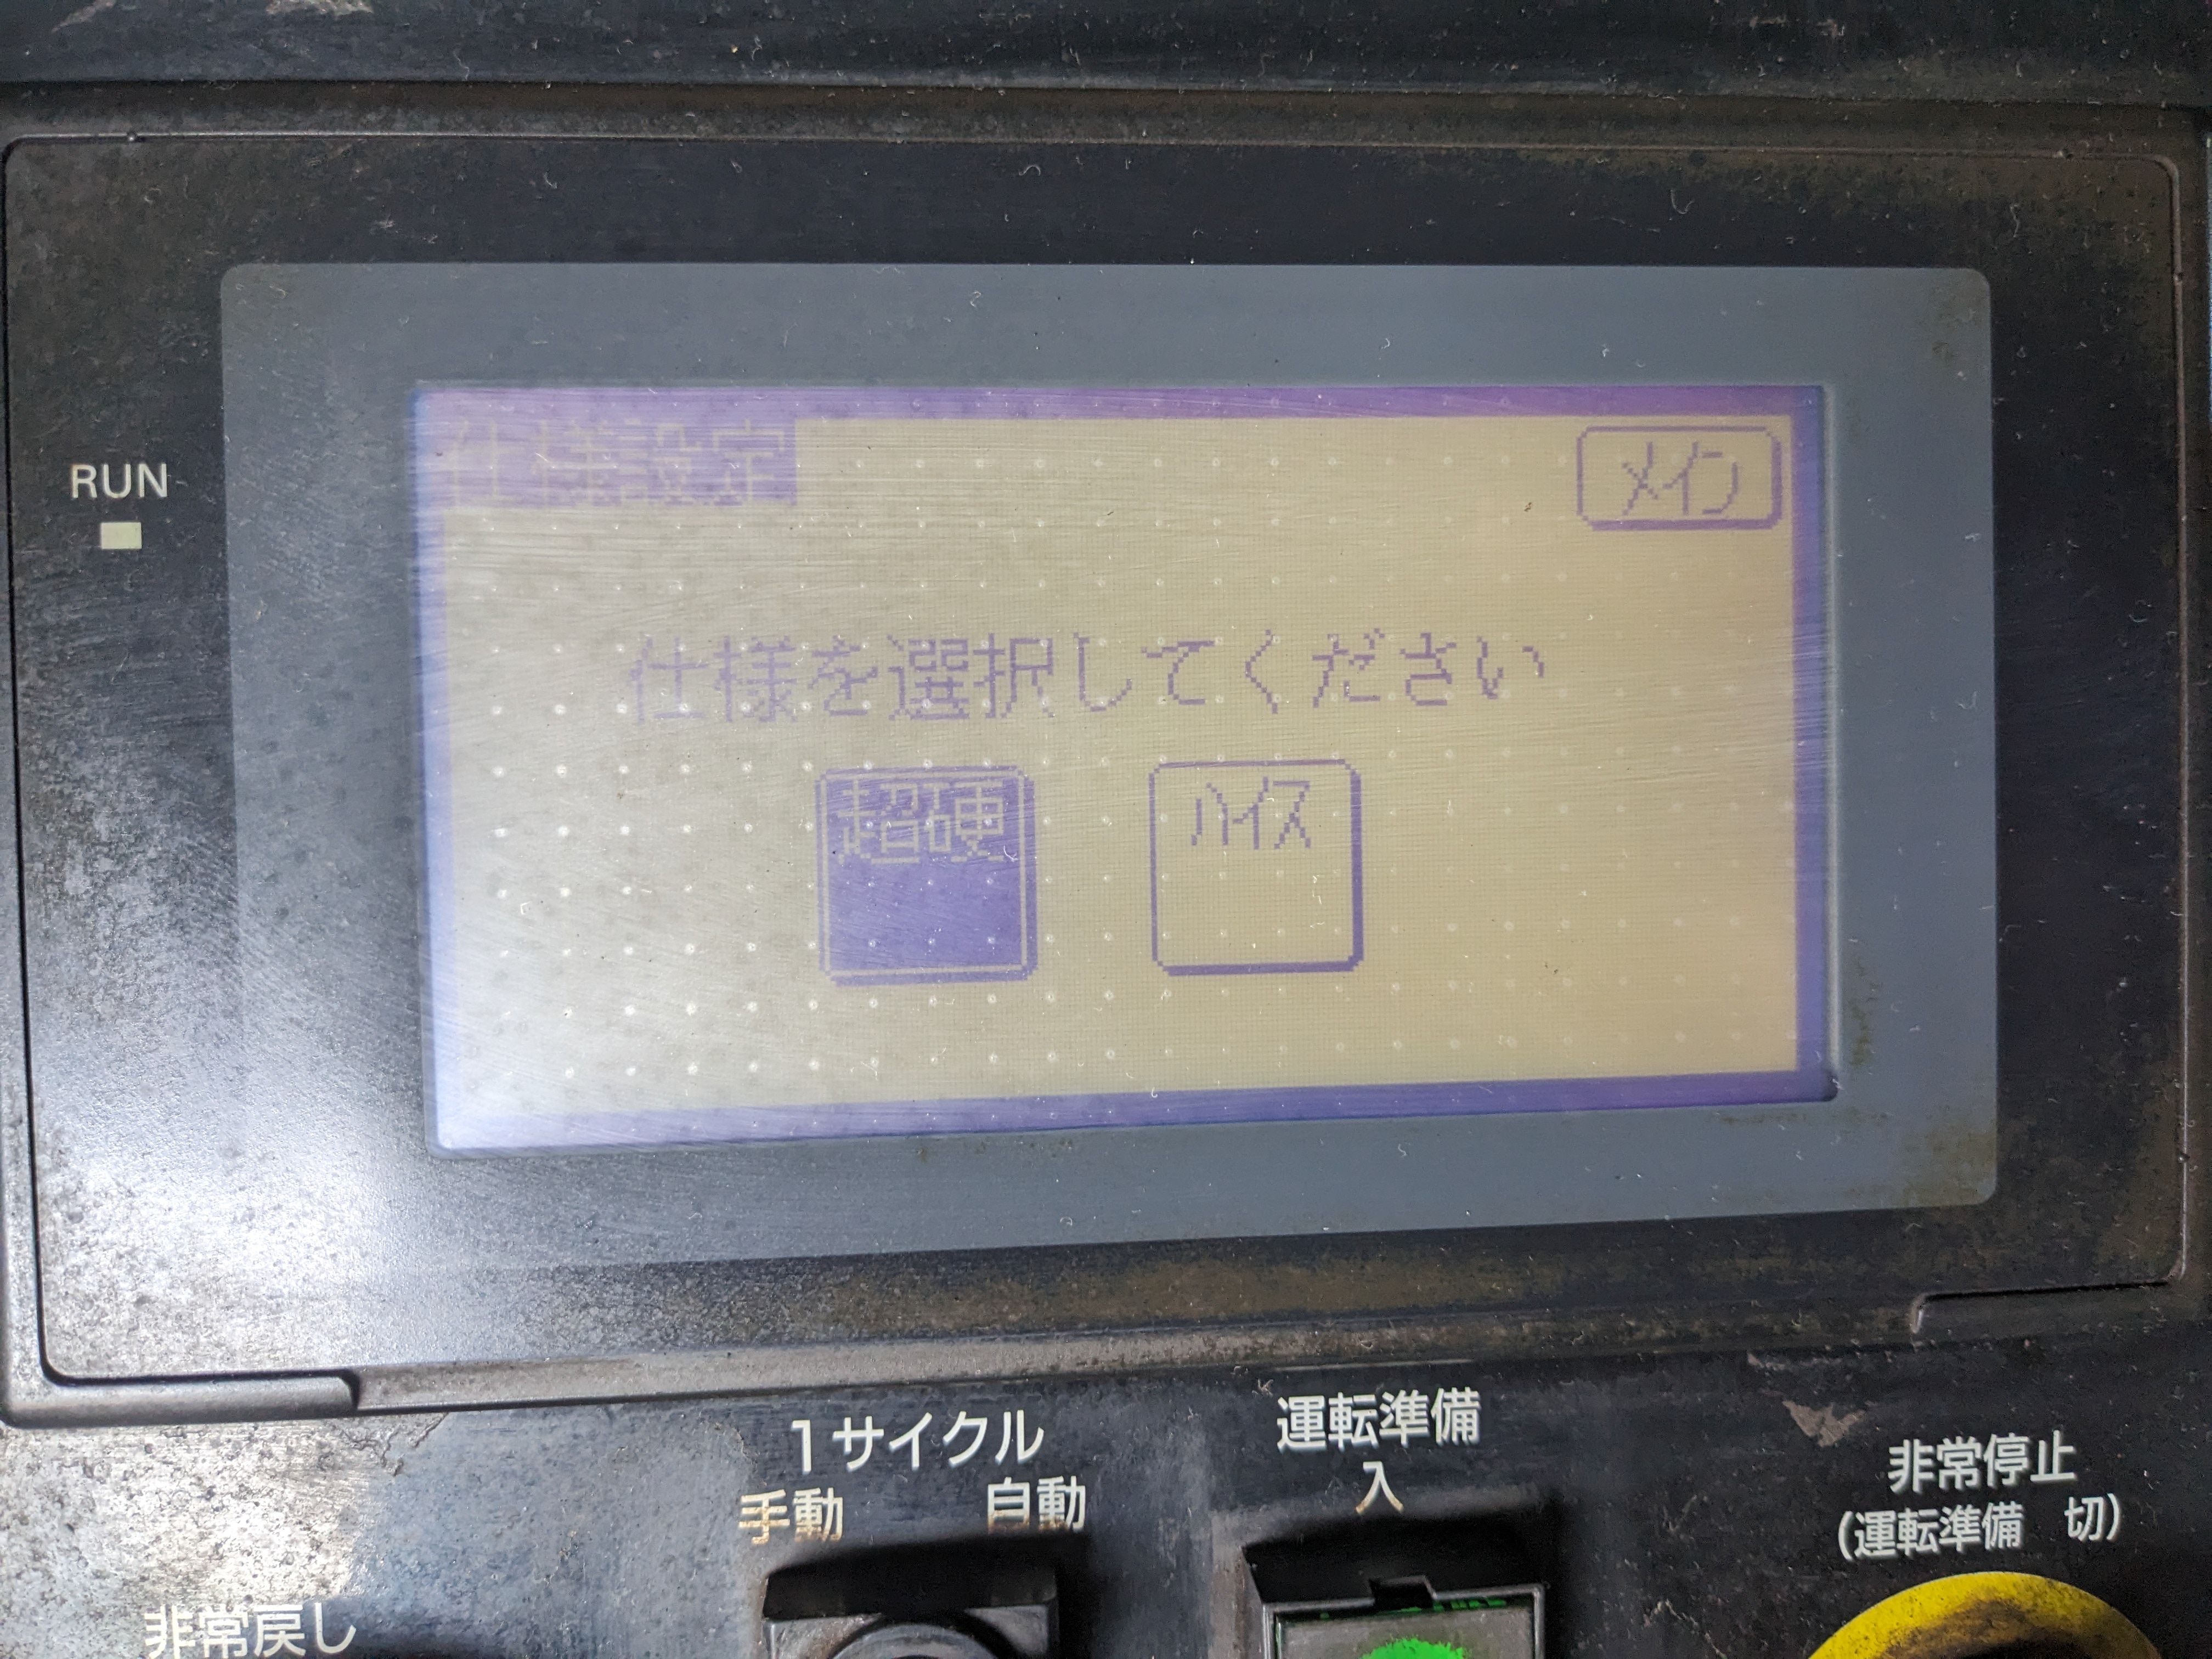 RUN
仕様設定
メイン
仕様を選択してください
超硬
ハイス
1サイクル
手動 自動
運転準備
入
非常停止
(運転準備 切)
非常戻し